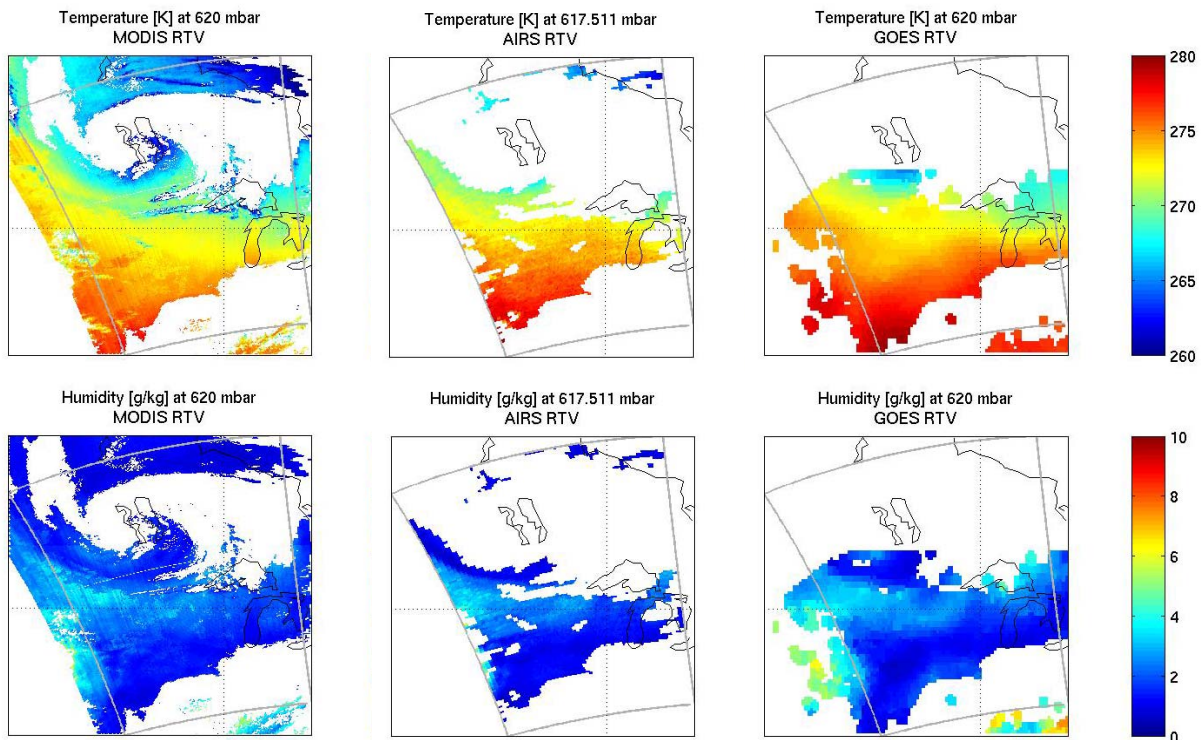 Temperature [K] at 620 mbar
MODIS RTV
Temperature [K] at 617.511 mbar
AIRS RTV
Temperature [K] at 620 mbar
GOES RTV
280
275
270
265
260
Humidity [g/kg] at 620 mbar
MODIS RTV
Humidity [g/kg] at 617.511 mbar
AIRS RTV
Humidity [g/kg] at 620 mbar
GOES RTV
10
8
6
4
2
0